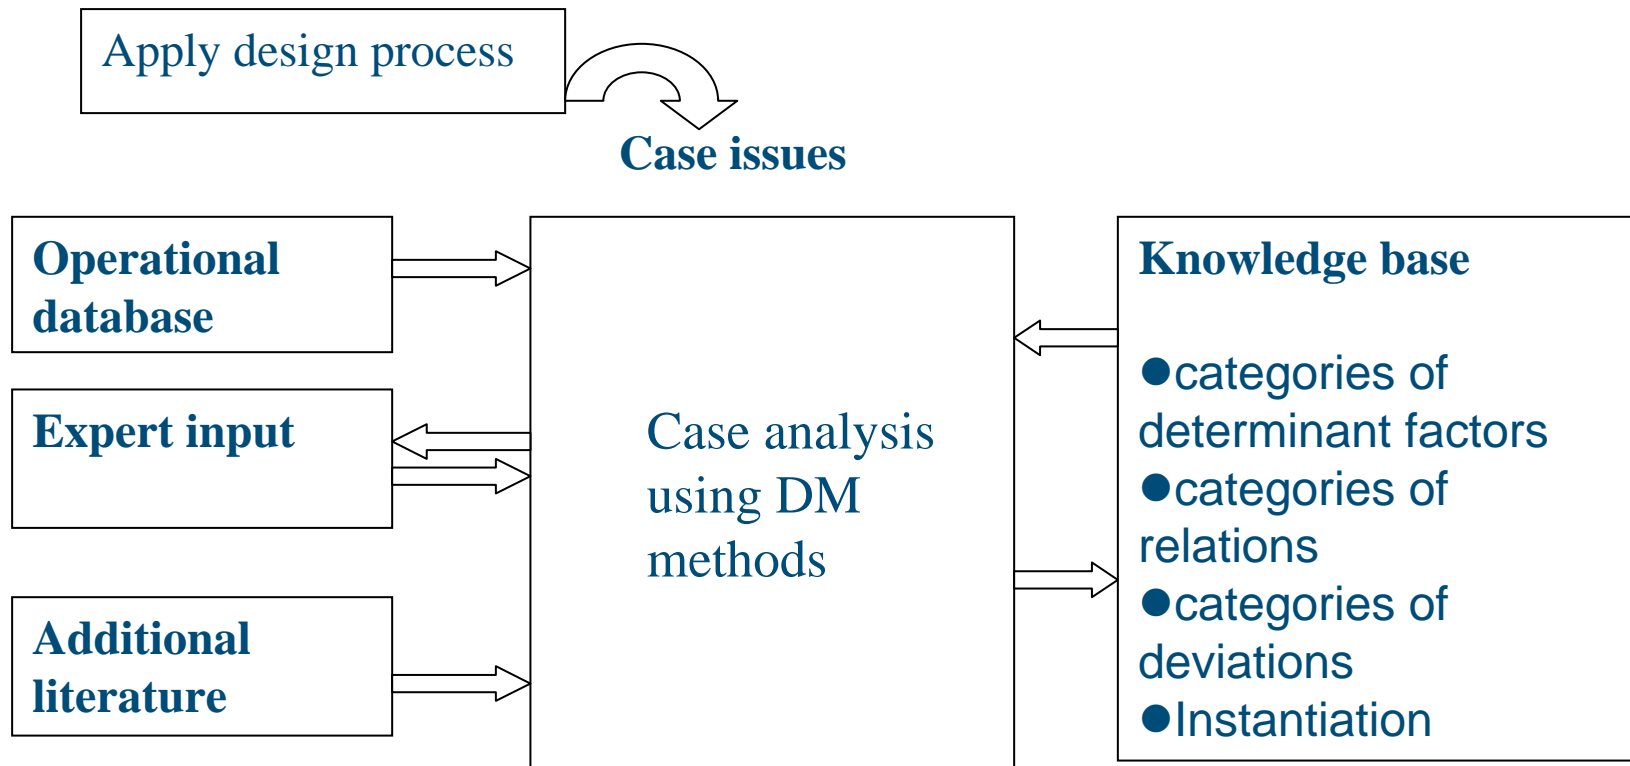 Apply design process
Case issues
Operational
database
Expert input
Additional
literature
Case analysis
using DM
methods
Knowledge base
●categories of
determinant factors
●categories of
relations
●categories of
deviations
●Instantiation